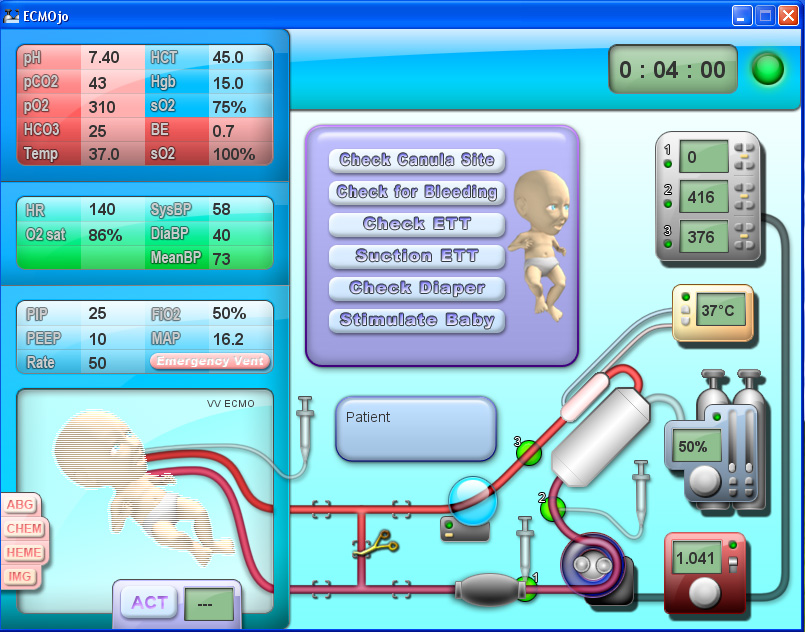 ECMOjo
pH 7.40 HCT 45.0
pCO2 43 Hgb 15.0
pO2 310 sO2 75%
HCO3 25 BE 0.7
Temp 37.0 sO2 100%
HR 140 SysBP 58
O2 sat 86% DiaBP 40
MeanBP 73
PIP 25 FiO2 50%
PEEP 10 MAP 16.2
Rate 50 Emergency Vent
VV ECMO
ABG
CHEM
HEME
IMG
ACT ---
0 : 04 : 00
Check Canula Site
Check for Bleeding
Check ETT
Suction ETT
Check Diaper
Stimulate Baby
Patient
1 0
2 416
3 376
37°C
50%
1.041
3
2
1